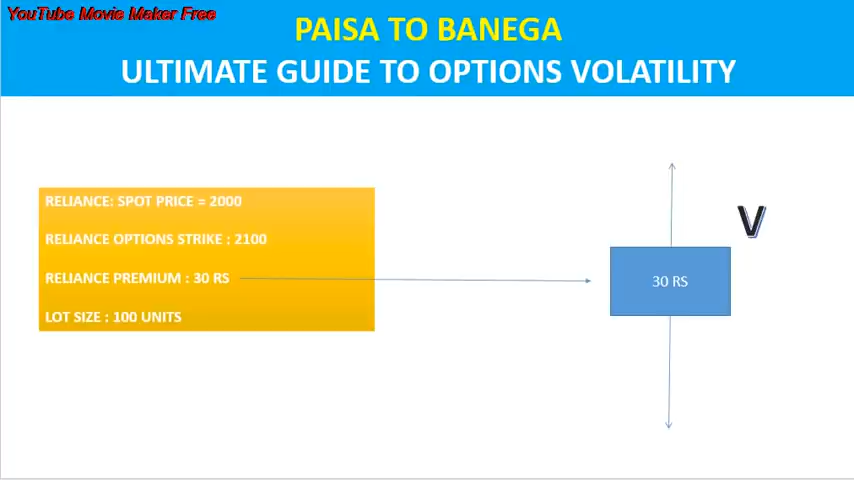 YouTube Movie Maker Free
PAISA TO BANEGA
ULTIMATE GUIDE TO OPTIONS VOLATILITY
RELIANCE: SPOT PRICE = 2000
RELIANCE OPTIONS STRIKE : 2100
RELIANCE PREMIUM : 30 RS
LOT SIZE : 100 UNITS
V
30 RS